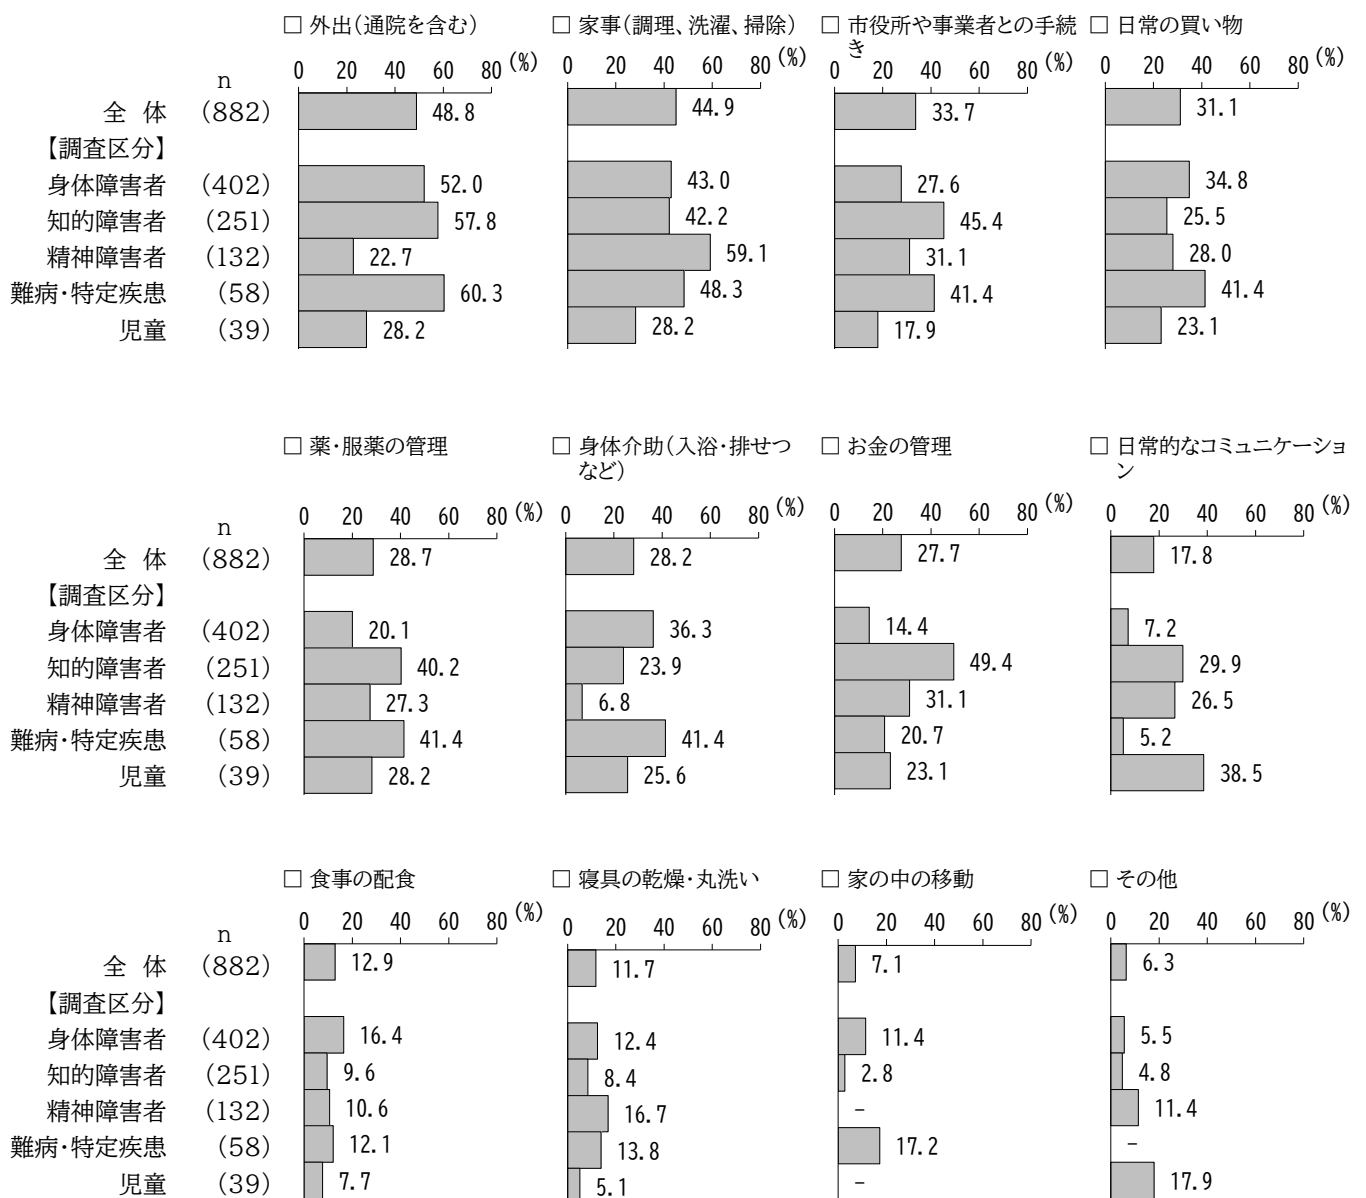 □ 外出(通院を含む) □ 家事(調理、洗濯、掃除) □ 市役所や事業者との手続 □ 日常の買い物
き
0 20 40 60 80 (%) 0 20 40 60 80 (%) 0 20 40 60 80 (%) 0 20 40 60 80 (%)
n
全 体 (882) 48.8 44.9 33.7 31.1
【調査区分】
身体障害者 (402) 52.0 43.0 27.6 34.8
知的障害者 (251) 57.8 42.2 45.4 25.5
精神障害者 (132) 22.7 59.1 31.1 28.0
難病・特定疾患 (58) 60.3 48.3 41.4 41.4
児童 (39) 28.2 28.2 17.9 23.1
□ 薬・服薬の管理 □ 身体介助(入浴・排せつ □ お金の管理 □ 日常的なコミュニケーショ
など) ン
0 20 40 60 80 (%) 0 20 40 60 80 (%) 0 20 40 60 80 (%) 0 20 40 60 80 (%)
n
全 体 (882) 28.7 28.2 27.7 17.8
【調査区分】
身体障害者 (402) 20.1 36.3 14.4 7.2
知的障害者 (251) 40.2 23.9 49.4 29.9
精神障害者 (132) 27.3 6.8 31.1 26.5
難病・特定疾患 (58) 41.4 41.4 20.7 5.2
児童 (39) 28.2 25.6 23.1 38.5
□ 食事の配食 □ 寝具の乾燥・丸洗い □ 家の中の移動 □ その他
0 20 40 60 80 (%) 0 20 40 60 80 (%) 0 20 40 60 80 (%) 0 20 40 60 80 (%)
n
全 体 (882) 12.9 11.7 7.1 6.3
【調査区分】
身体障害者 (402) 16.4 12.4 11.4 5.5
知的障害者 (251) 9.6 8.4 2.8 4.8
精神障害者 (132) 10.6 16.7 - 11.4
難病・特定疾患 (58) 12.1 13.8 17.2 -
児童 (39) 7.7 5.1 - 17.9